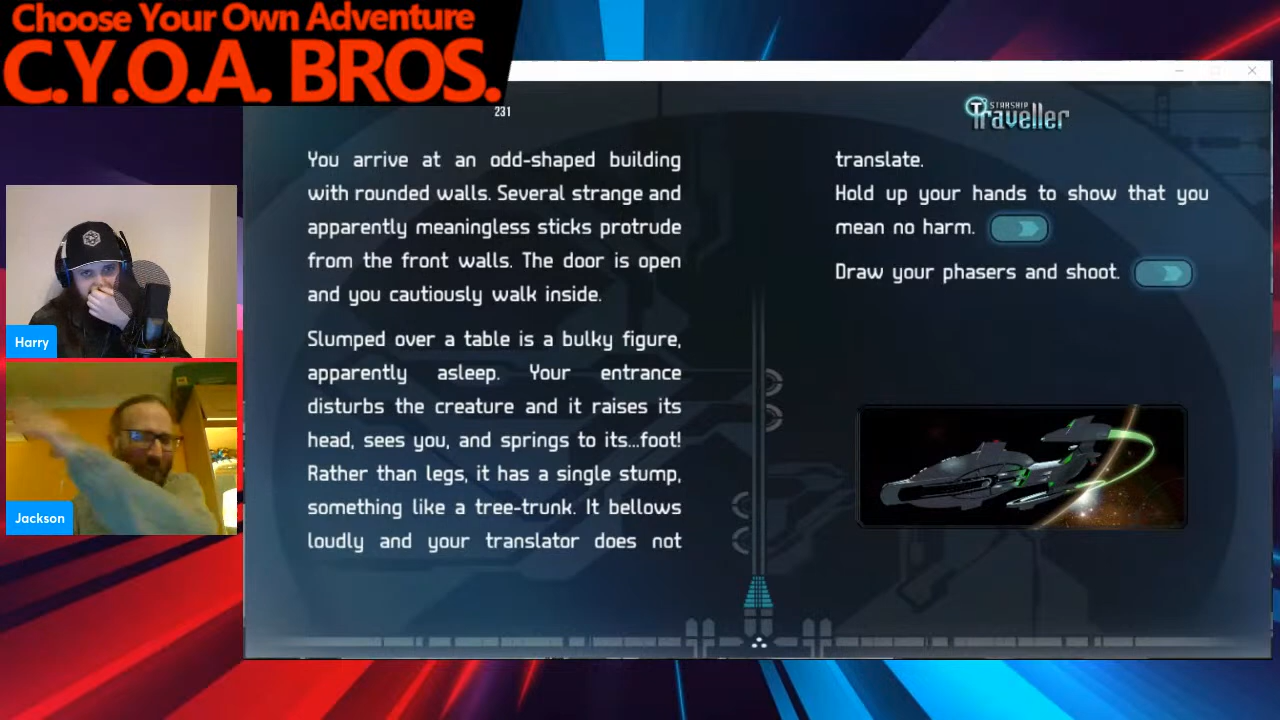 Choose Your Own Adventure
C.Y.O.A. BROS.
231
STARSHIP
Traveller
You arrive at an odd-shaped building
with rounded walls. Several strange and
apparently meaningless sticks protrude
from the front walls. The door is open
and you cautiously walk inside.
Slumped over a table is a bulky figure,
apparently asleep. Your entrance
disturbs the creature and it raises its
head, sees you, and springs to its...foot!
Rather than legs, it has a single stump,
something like a tree-trunk. It bellows
loudly and your translator does not
translate.
Hold up your hands to show that you
mean no harm.
Draw your phasers and shoot.
Harry
Jackson